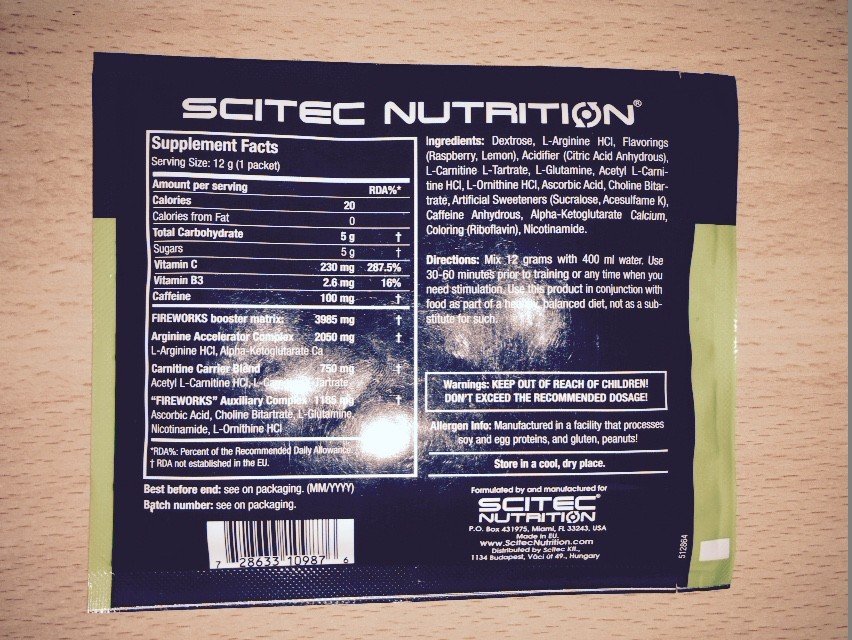 SCITEC NUTRITION®
Supplement Facts
Serving Size: 12 g (1 packet)
Amount per serving RDA%*
Calories 20
Calories from Fat 0
Total Carbohydrate 5 g †
Sugars 5 g †
Vitamin C 230 mg 287.5%
Vitamin B3 2.6 mg 16%
Caffeine 100 mg †
FIREWORKS booster matrix: 3985 mg †
Arginine Accelerator Complex 2050 mg †
L-Arginine HCl, Alpha-Ketoglutarate Ca
Carnitine Carrier Blend 750 mg †
Acetyl L-Carnitine HCl, L-Carnitine L-Tartrate
"FIREWORKS" Auxiliary Complex 1185 mg †
Ascorbic Acid, Choline Bitartrate, L-Glutamine,
Nicotinamide, L-Ornithine HCl
*RDA%: Percent of the Recommended Daily Allowance
† RDA not established in the EU.
Best before end: see on packaging. (MM/YYYY)
Batch number: see on packaging.
7 28633 10987 6
Ingredients: Dextrose, L-Arginine HCl, Flavorings
(Raspberry, Lemon), Acidifier (Citric Acid Anhydrous),
L-Carnitine L-Tartrate, L-Glutamine, Acetyl L-Carni-
tine HCl, L-Ornithine HCl, Ascorbic Acid, Choline Bitar-
trate, Artificial Sweeteners (Sucralose, Acesulfame K),
Caffeine Anhydrous, Alpha-Ketoglutarate Calcium,
Coloring (Riboflavin), Nicotinamide.
Directions: Mix 12 grams with 400 ml water. Use
30-60 minutes prior to training or any time when you
need stimulation. Use this product in conjunction with
food as part of a healthy, balanced diet, not as a sub-
stitute for such.
Warnings: KEEP OUT OF REACH OF CHILDREN!
DON'T EXCEED THE RECOMMENDED DOSAGE!
Allergen Info: Manufactured in a facility that processes
soy and egg proteins, and gluten, peanuts!
Store in a cool, dry place.
Formulated by and manufactured for
SCITEC®
NUTRITION
P.O. Box 431975, Miami, FL 33243, USA
Made in EU.
www.ScitecNutrition.com
Distributed by Scitec Kft.,
1134 Budapest, Váci út 49., Hungary
512864